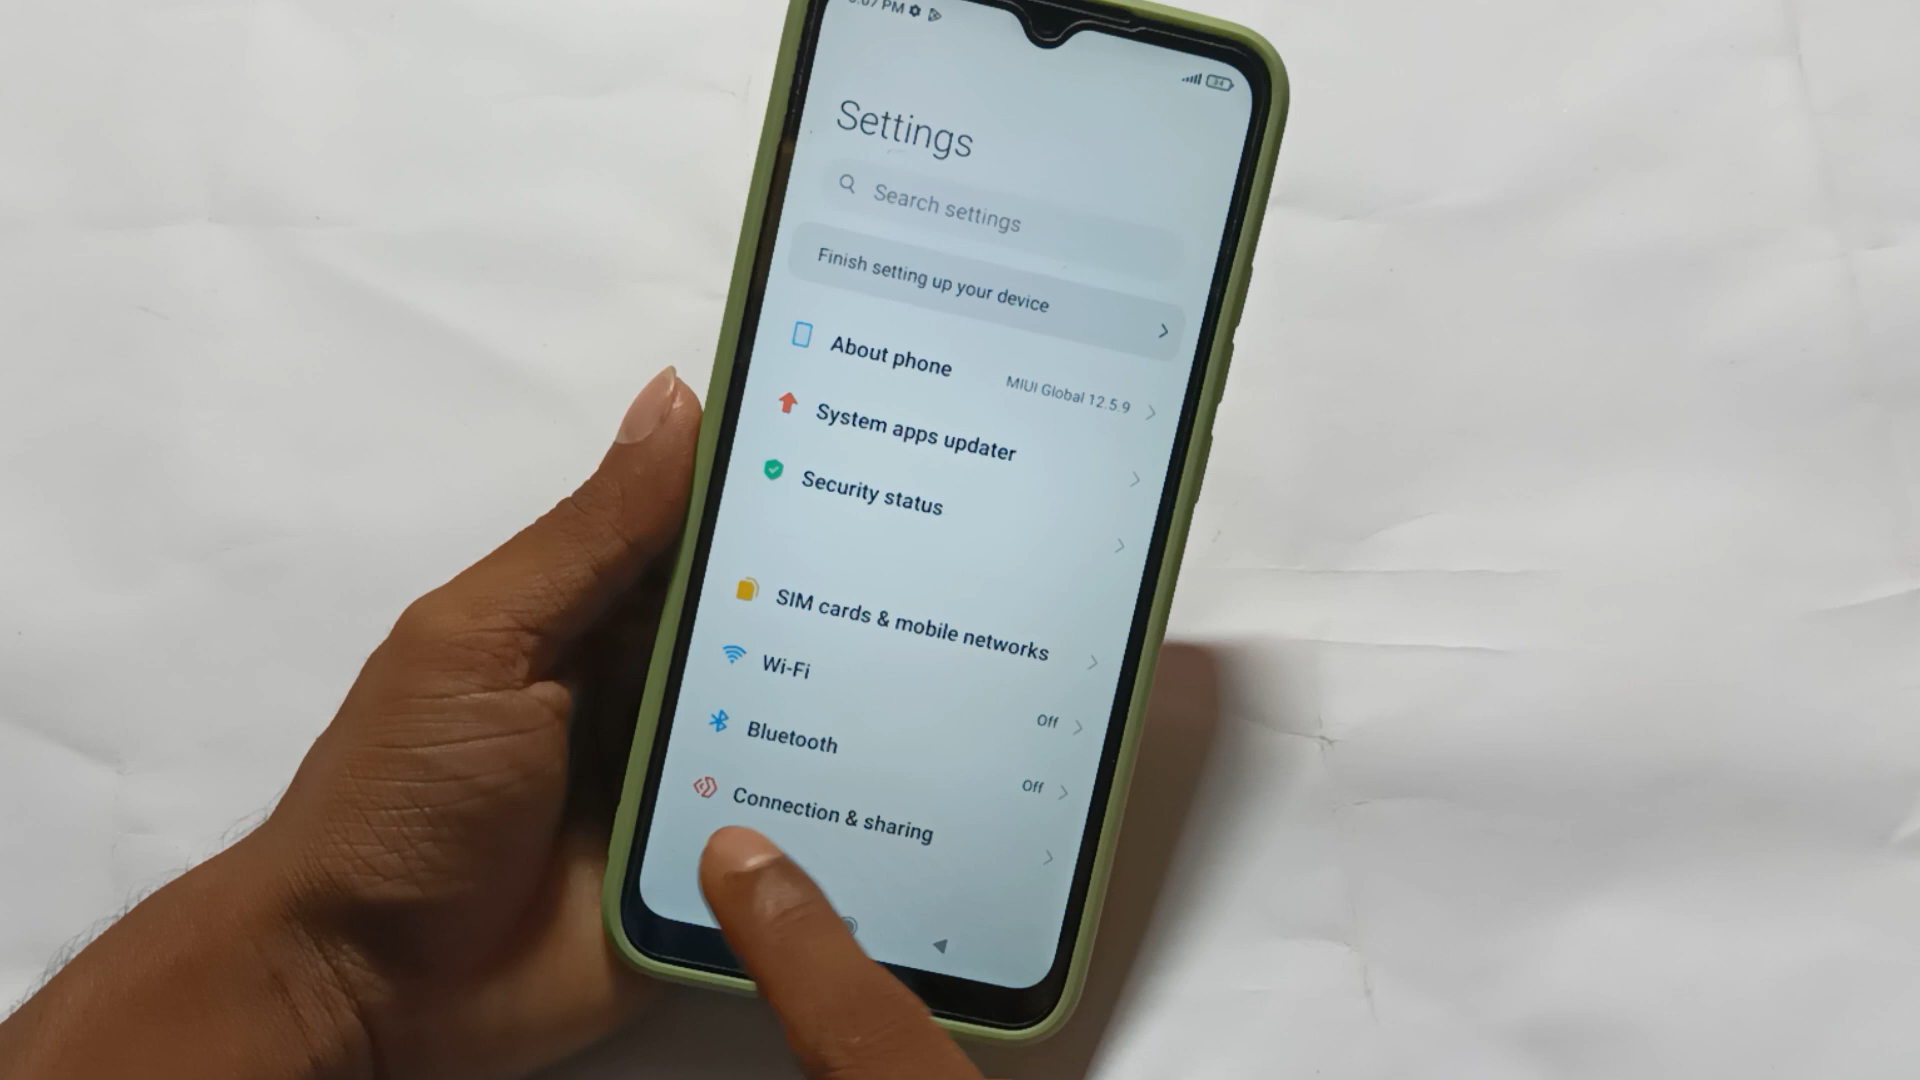 PM
Settings
Search settings
Finish setting up your device
About phone
MIUI Global 12.5.9
System apps updater
Security status
SIM cards & mobile networks
Wi-Fi
Off
Bluetooth
Off
Connection & sharing